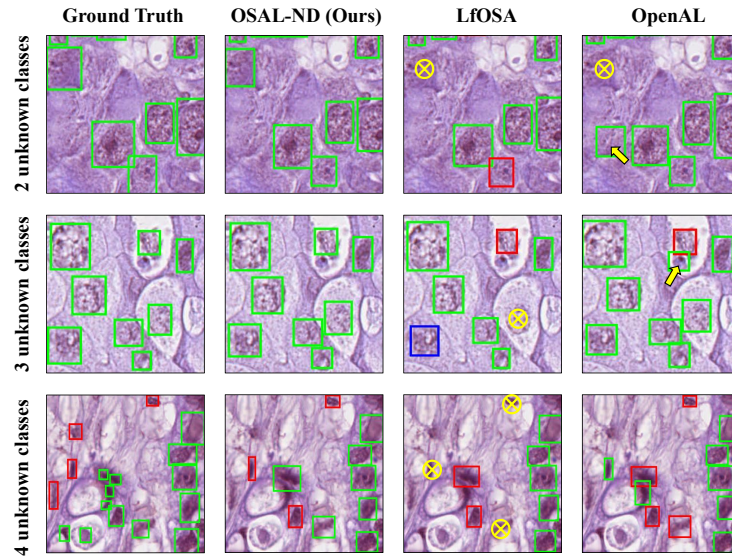 Ground Truth OSAL-ND (Ours) LfOSA OpenAL
2 unknown classes
3 unknown classes
4 unknown classes